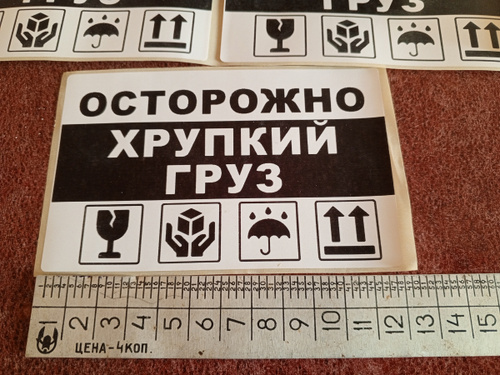 ГРУЗ
ОСТОРОЖНО
ХРУПКИЙ
ГРУЗ
1 2 3 4 5 6 7 8 9 10 11 12 13 14 15
ЦЕНА-4КОП.